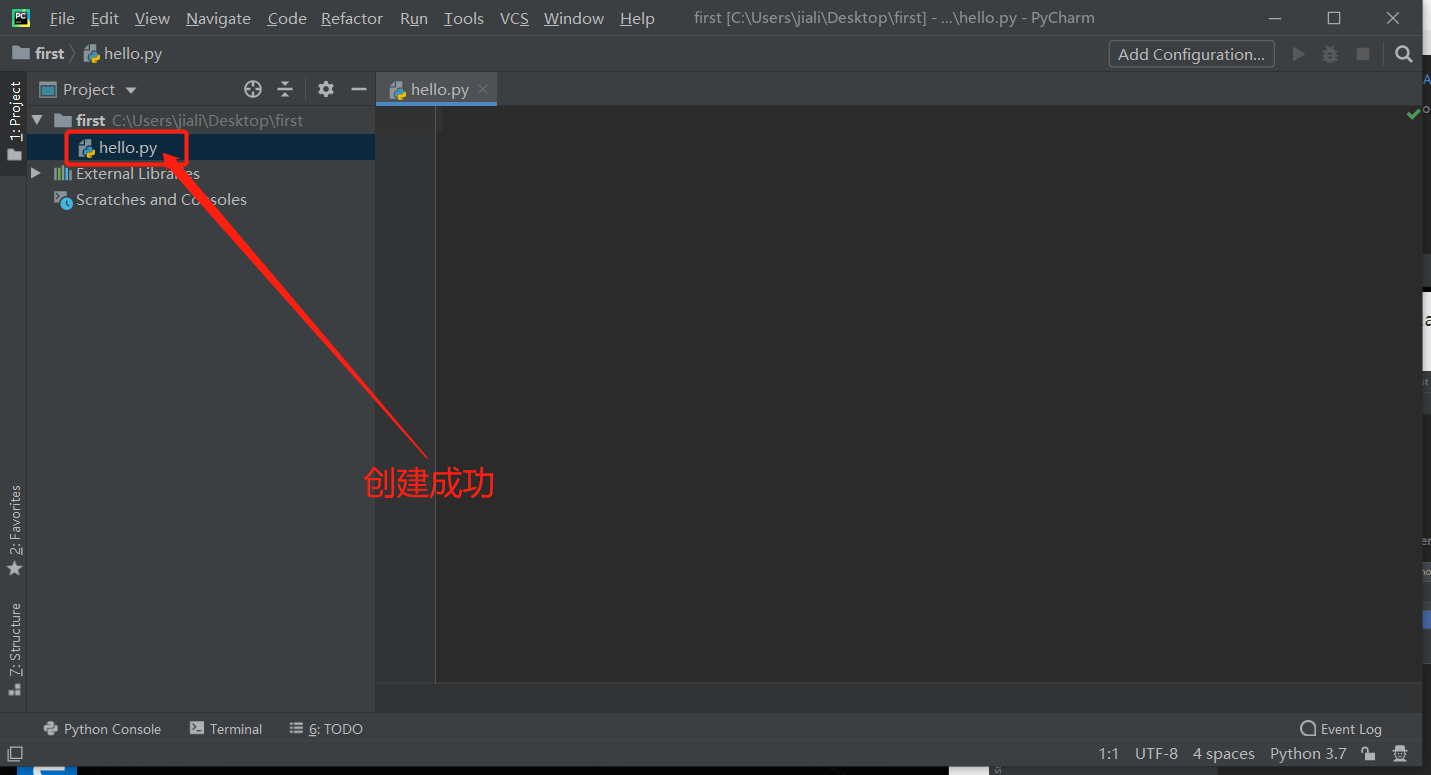 File Edit View Navigate Code Refactor Run Tools VCS Window Help first [C:\Users\jiali\Desktop\first] - ...\hello.py - PyCharm
first hello.py Add Configuration...
1: Project
Project
hello.py
first C:\Users\jiali\Desktop\first
hello.py
External Libraries
Scratches and Consoles
创建成功
2: Favorites
7: Structure
Python Console Terminal 6: TODO Event Log
1:1 UTF-8 4 spaces Python 3.7